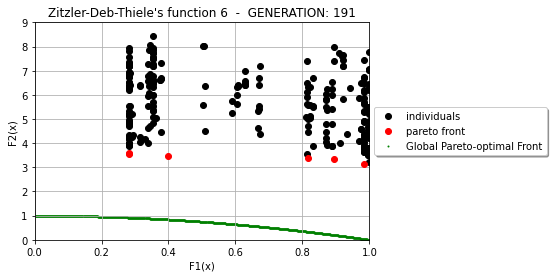 Zitzler-Deb-Thiele's function 6 - GENERATION: 191
9
8
7
6
5
4
3
2
1
0
F2(x)
0.0 0.2 0.4 0.6 0.8 1.0
F1(x)
individuals
pareto front
Global Pareto-optimal Front